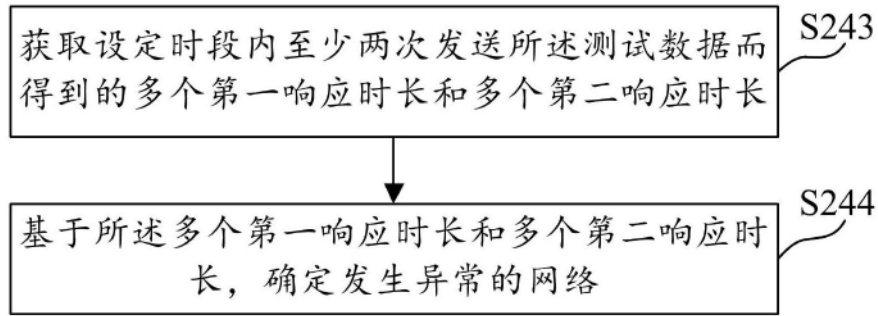 获取设定时段内至少两次发送所述测试数据而
得到的多个第一响应时长和多个第二响应时长
S243
基于所述多个第一响应时长和多个第二响应时
长，确定发生异常的网络
S244